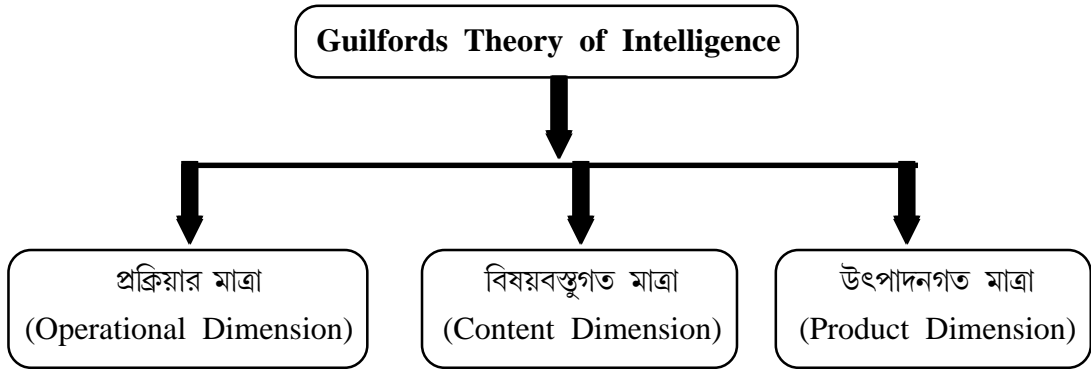 Guilfords Theory of Intelligence
প্রক্রিয়ার মাত্রা
(Operational Dimension)
বিষয়বস্তুগত মাত্রা
(Content Dimension)
উৎপাদনগত মাত্রা
(Product Dimension)